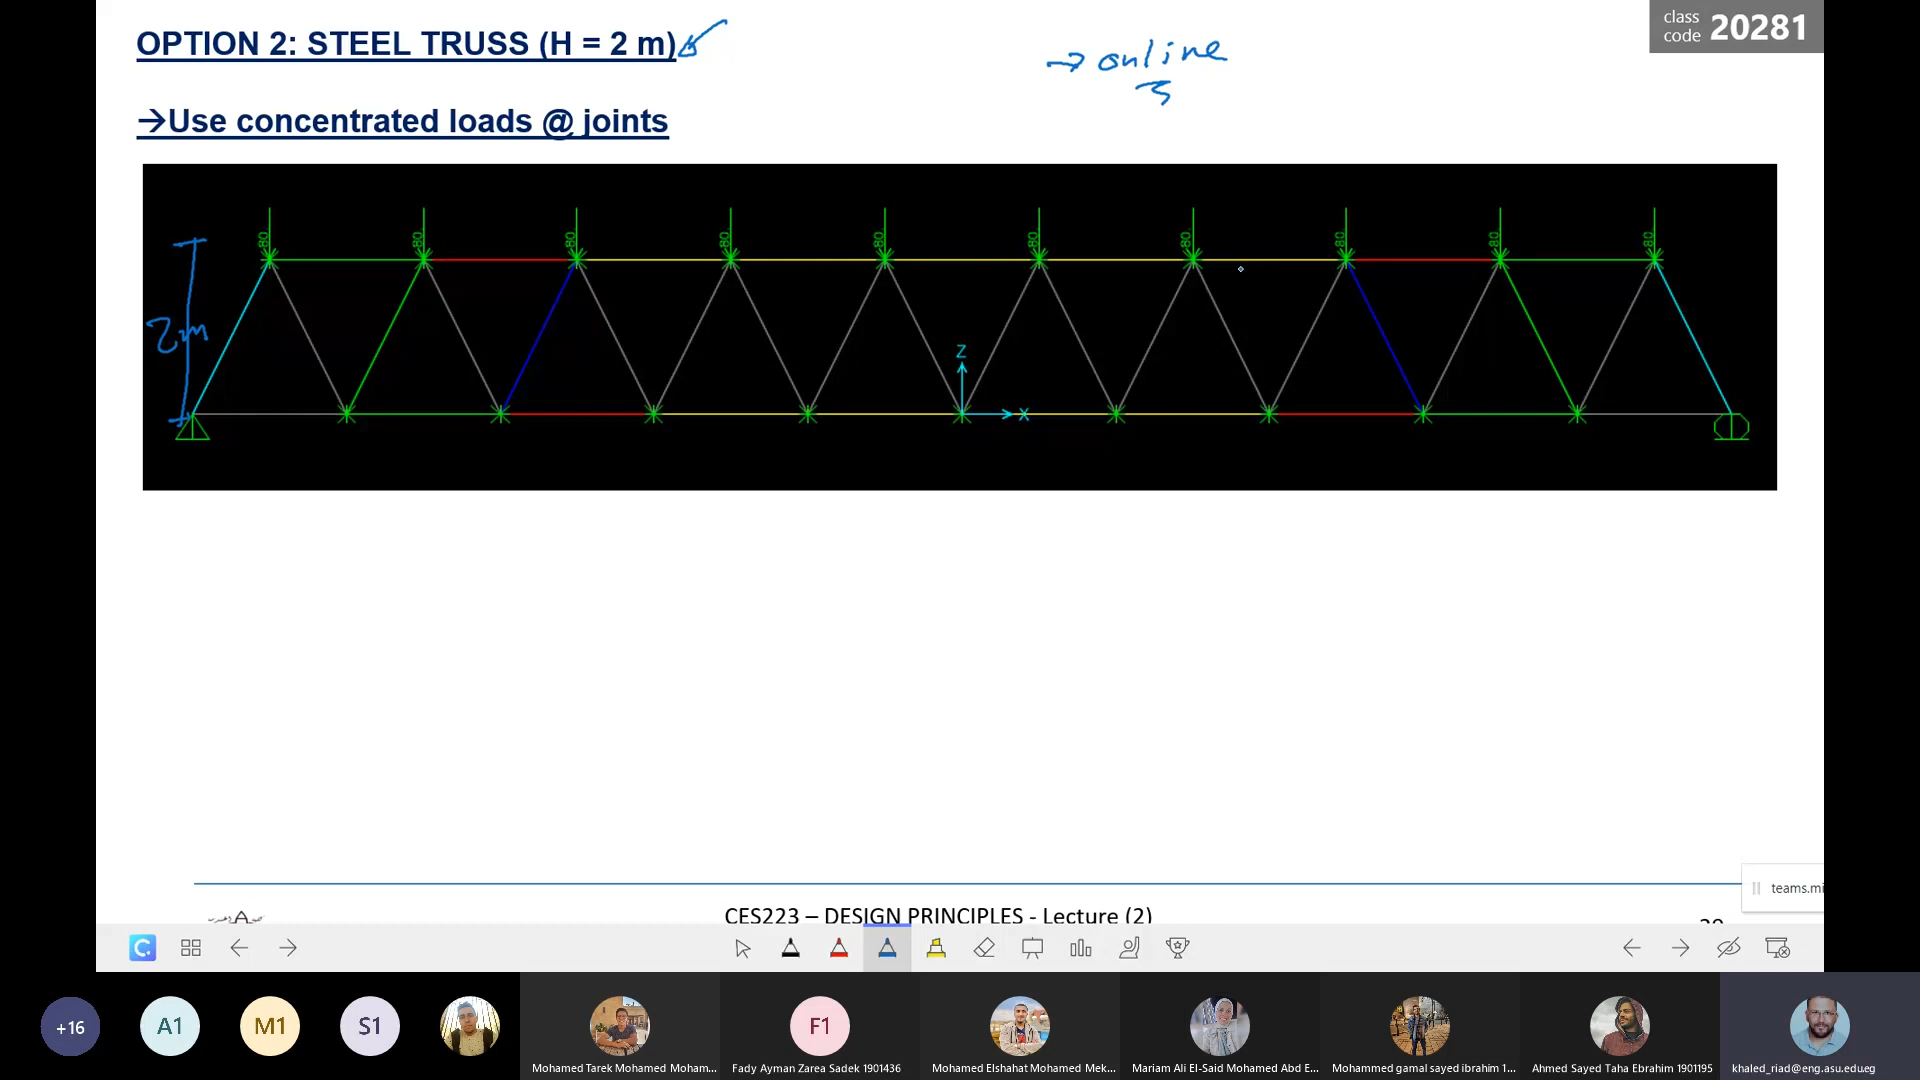 OPTION 2: STEEL TRUSS (H = 2 m)
→ online
class code 20281
→Use concentrated loads @ joints
80 80 80 80 80 80 80 80 80 80
2m
Z
X
teams.mi
CES223 – DESIGN PRINCIPLES - Lecture (2)
+16
A1
M1
S1
Mohamed Tarek Mohamed Moham...
F1
Fady Ayman Zarea Sadek 1901436
Mohamed Elshahat Mohamed Mek...
Mariam Ali El-Said Mohamed Abd E...
Mohammed gamal sayed ibrahim 1...
Ahmed Sayed Taha Ebrahim 1901195
khaled_riad@eng.asu.edu.eg